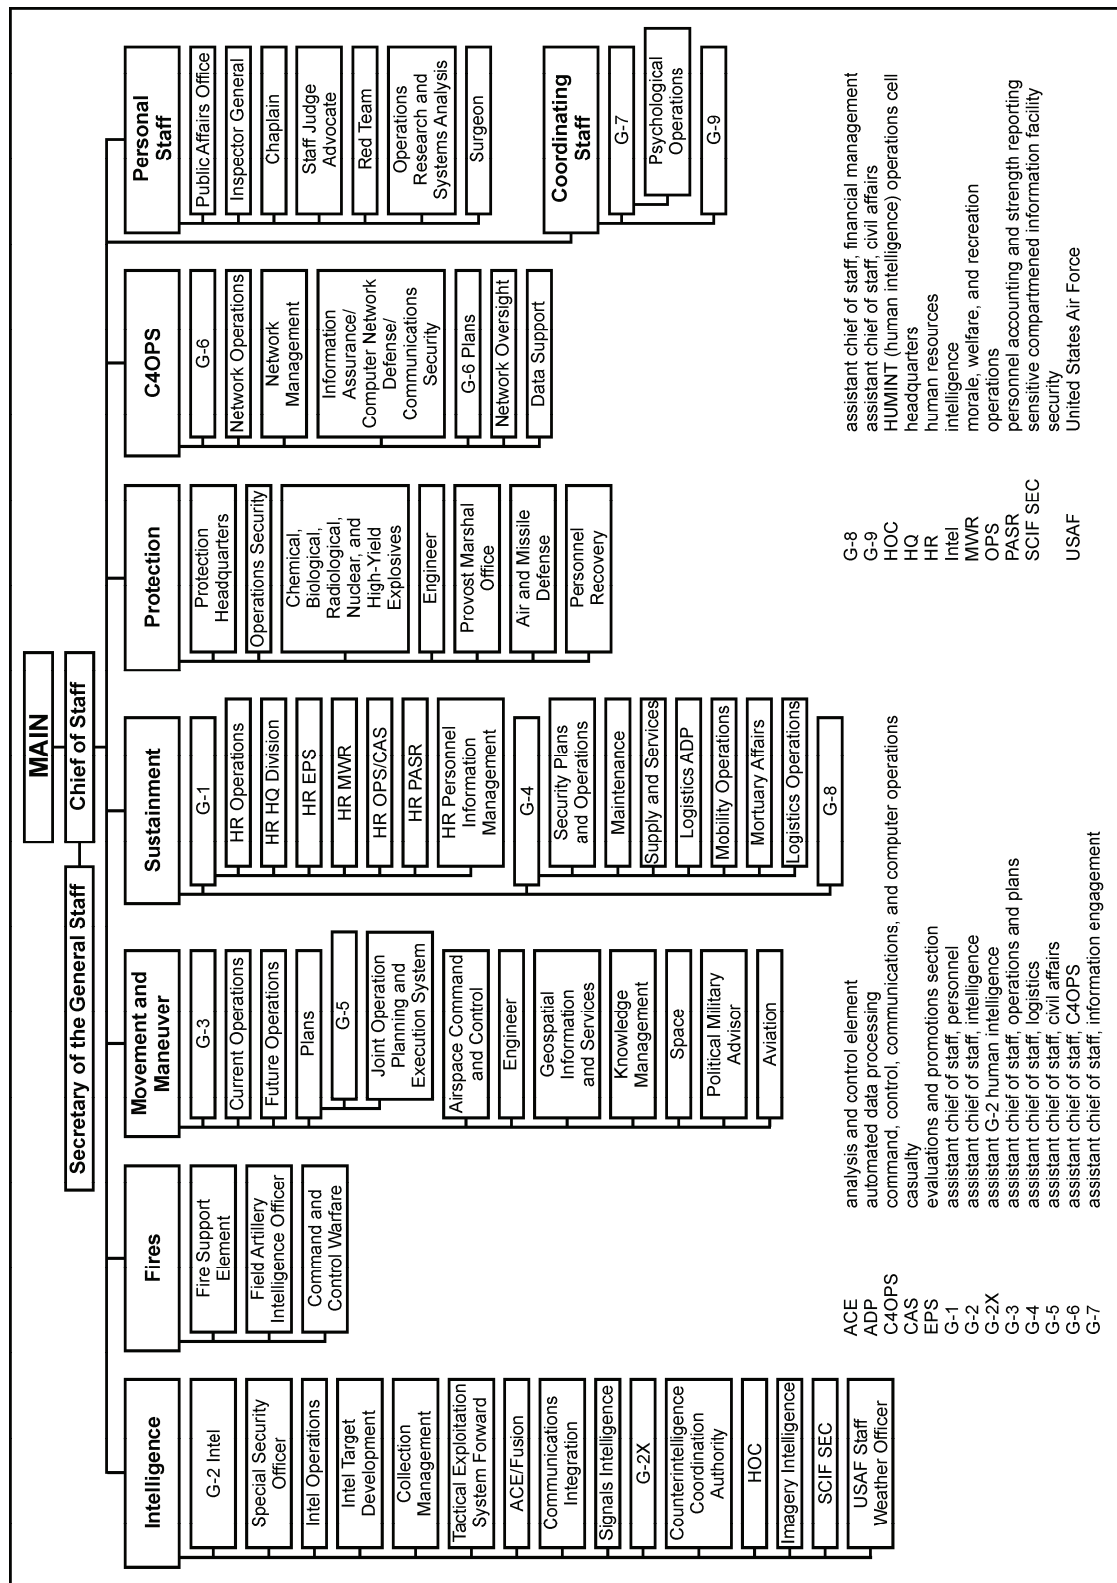 MAIN
Secretary of the General Staff
Chief of Staff
Intelligence
G-2 Intel
Special Security
Officer
Intel Operations
Intel Target
Development
Collection
Management
Tactical Exploitation
System Forward
ACE/Fusion
Communications
Integration
Signals Intelligence
G-2X
Counterintelligence
Coordination
Authority
HOC
Imagery Intelligence
SCIF SEC
USAF Staff
Weather Officer
Fires
Fire Support
Element
Field Artillery
Intelligence Officer
Command and
Control Warfare
Movement and
Maneuver
G-3
Current Operations
Future Operations
Plans
G-5
Joint Operation
Planning and
Execution System
Airspace Command
and Control
Engineer
Geospatial
Information
and Services
Knowledge
Management
Space
Political Military
Advisor
Aviation
Sustainment
G-1
HR Operations
HR HQ Division
HR EPS
HR MWR
HR OPS/CAS
HR PASR
HR Personnel
Information
Management
G-4
Security Plans
and Operations
Maintenance
Supply and Services
Logistics ADP
Mobility Operations
Mortuary Affairs
Logistics Operations
G-8
Protection
Protection
Headquarters
Operations Security
Chemical,
Biological,
Radiological,
Nuclear, and
High-Yield
Explosives
Engineer
Provost Marshal
Office
Air and Missile
Defense
Personnel
Recovery
C4OPS
G-6
Network Operations
Network
Management
Information
Assurance/
Computer Network
Defense/
Communications
Security
G-6 Plans
Network Oversight
Data Support
Personal
Staff
Public Affairs Office
Inspector General
Chaplain
Staff Judge
Advocate
Red Team
Operations
Research and
Systems Analysis
Surgeon
Coordinating
Staff
G-7
Psychological
Operations
G-9
ACE analysis and control element
ADP automated data processing
C4OPS command, control, communications, and computer operations
CAS casualty
EPS evaluations and promotions section
G-1 assistant chief of staff, personnel
G-2 assistant chief of staff, intelligence
G-2X assistant G-2 human intelligence
G-3 assistant chief of staff, operations and plans
G-4 assistant chief of staff, logistics
G-5 assistant chief of staff, civil affairs
G-6 assistant chief of staff, C4OPS
G-7 assistant chief of staff, information engagement
G-8 assistant chief of staff, financial management
G-9 assistant chief of staff, civil affairs
HOC HUMINT (human intelligence) operations cell
HQ headquarters
HR human resources
Intel intelligence
MWR morale, welfare, and recreation
OPS operations
PASR personnel accounting and strength reporting
SCIF SEC sensitive compartmented information facility
security
USAF United States Air Force